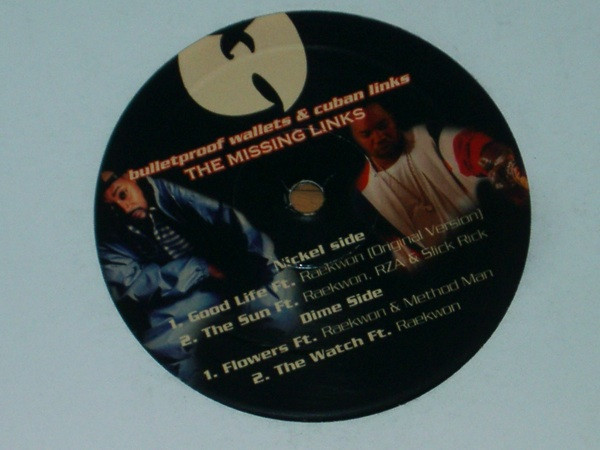 bulletproof wallets & cuban links
THE MISSING LINKS
Nickel side
1. Good Life Ft. Raekwon (Original Version)
2. The Sun Ft. Raekwon, RZA & Slick Rick
Dime Side
1. Flowers Ft. Raekwon & Method Man
2. The Watch Ft. Raekwon